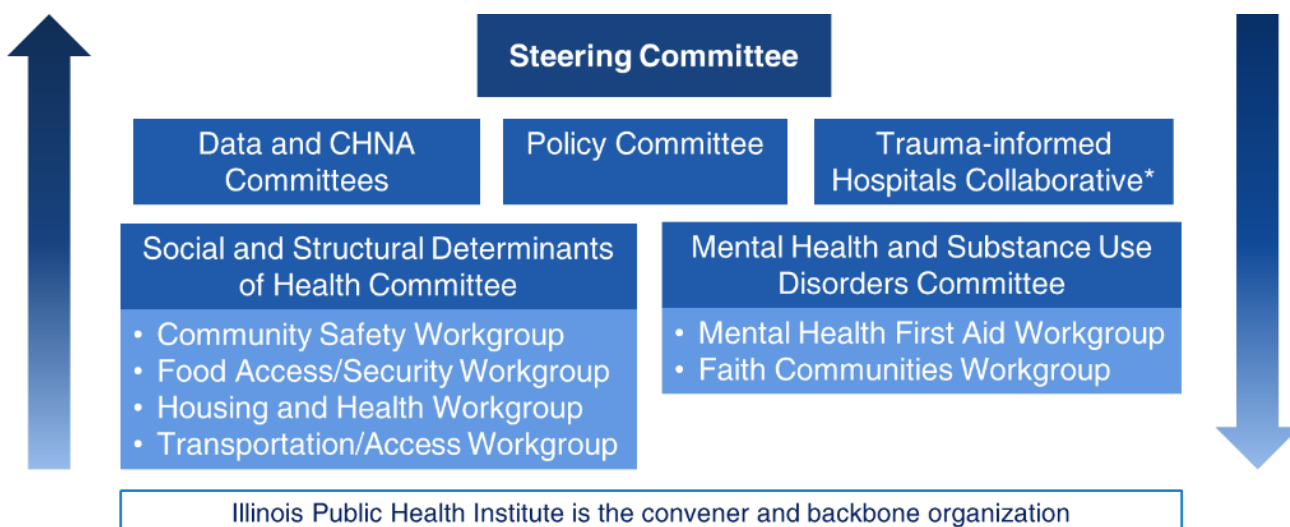 Steering Committee
Data and CHNA
Committees
Policy Committee
Trauma-informed
Hospitals Collaborative*
Social and Structural Determinants
of Health Committee
• Community Safety Workgroup
• Food Access/Security Workgroup
• Housing and Health Workgroup
• Transportation/Access Workgroup
Mental Health and Substance Use
Disorders Committee
• Mental Health First Aid Workgroup
• Faith Communities Workgroup
Illinois Public Health Institute is the convener and backbone organization